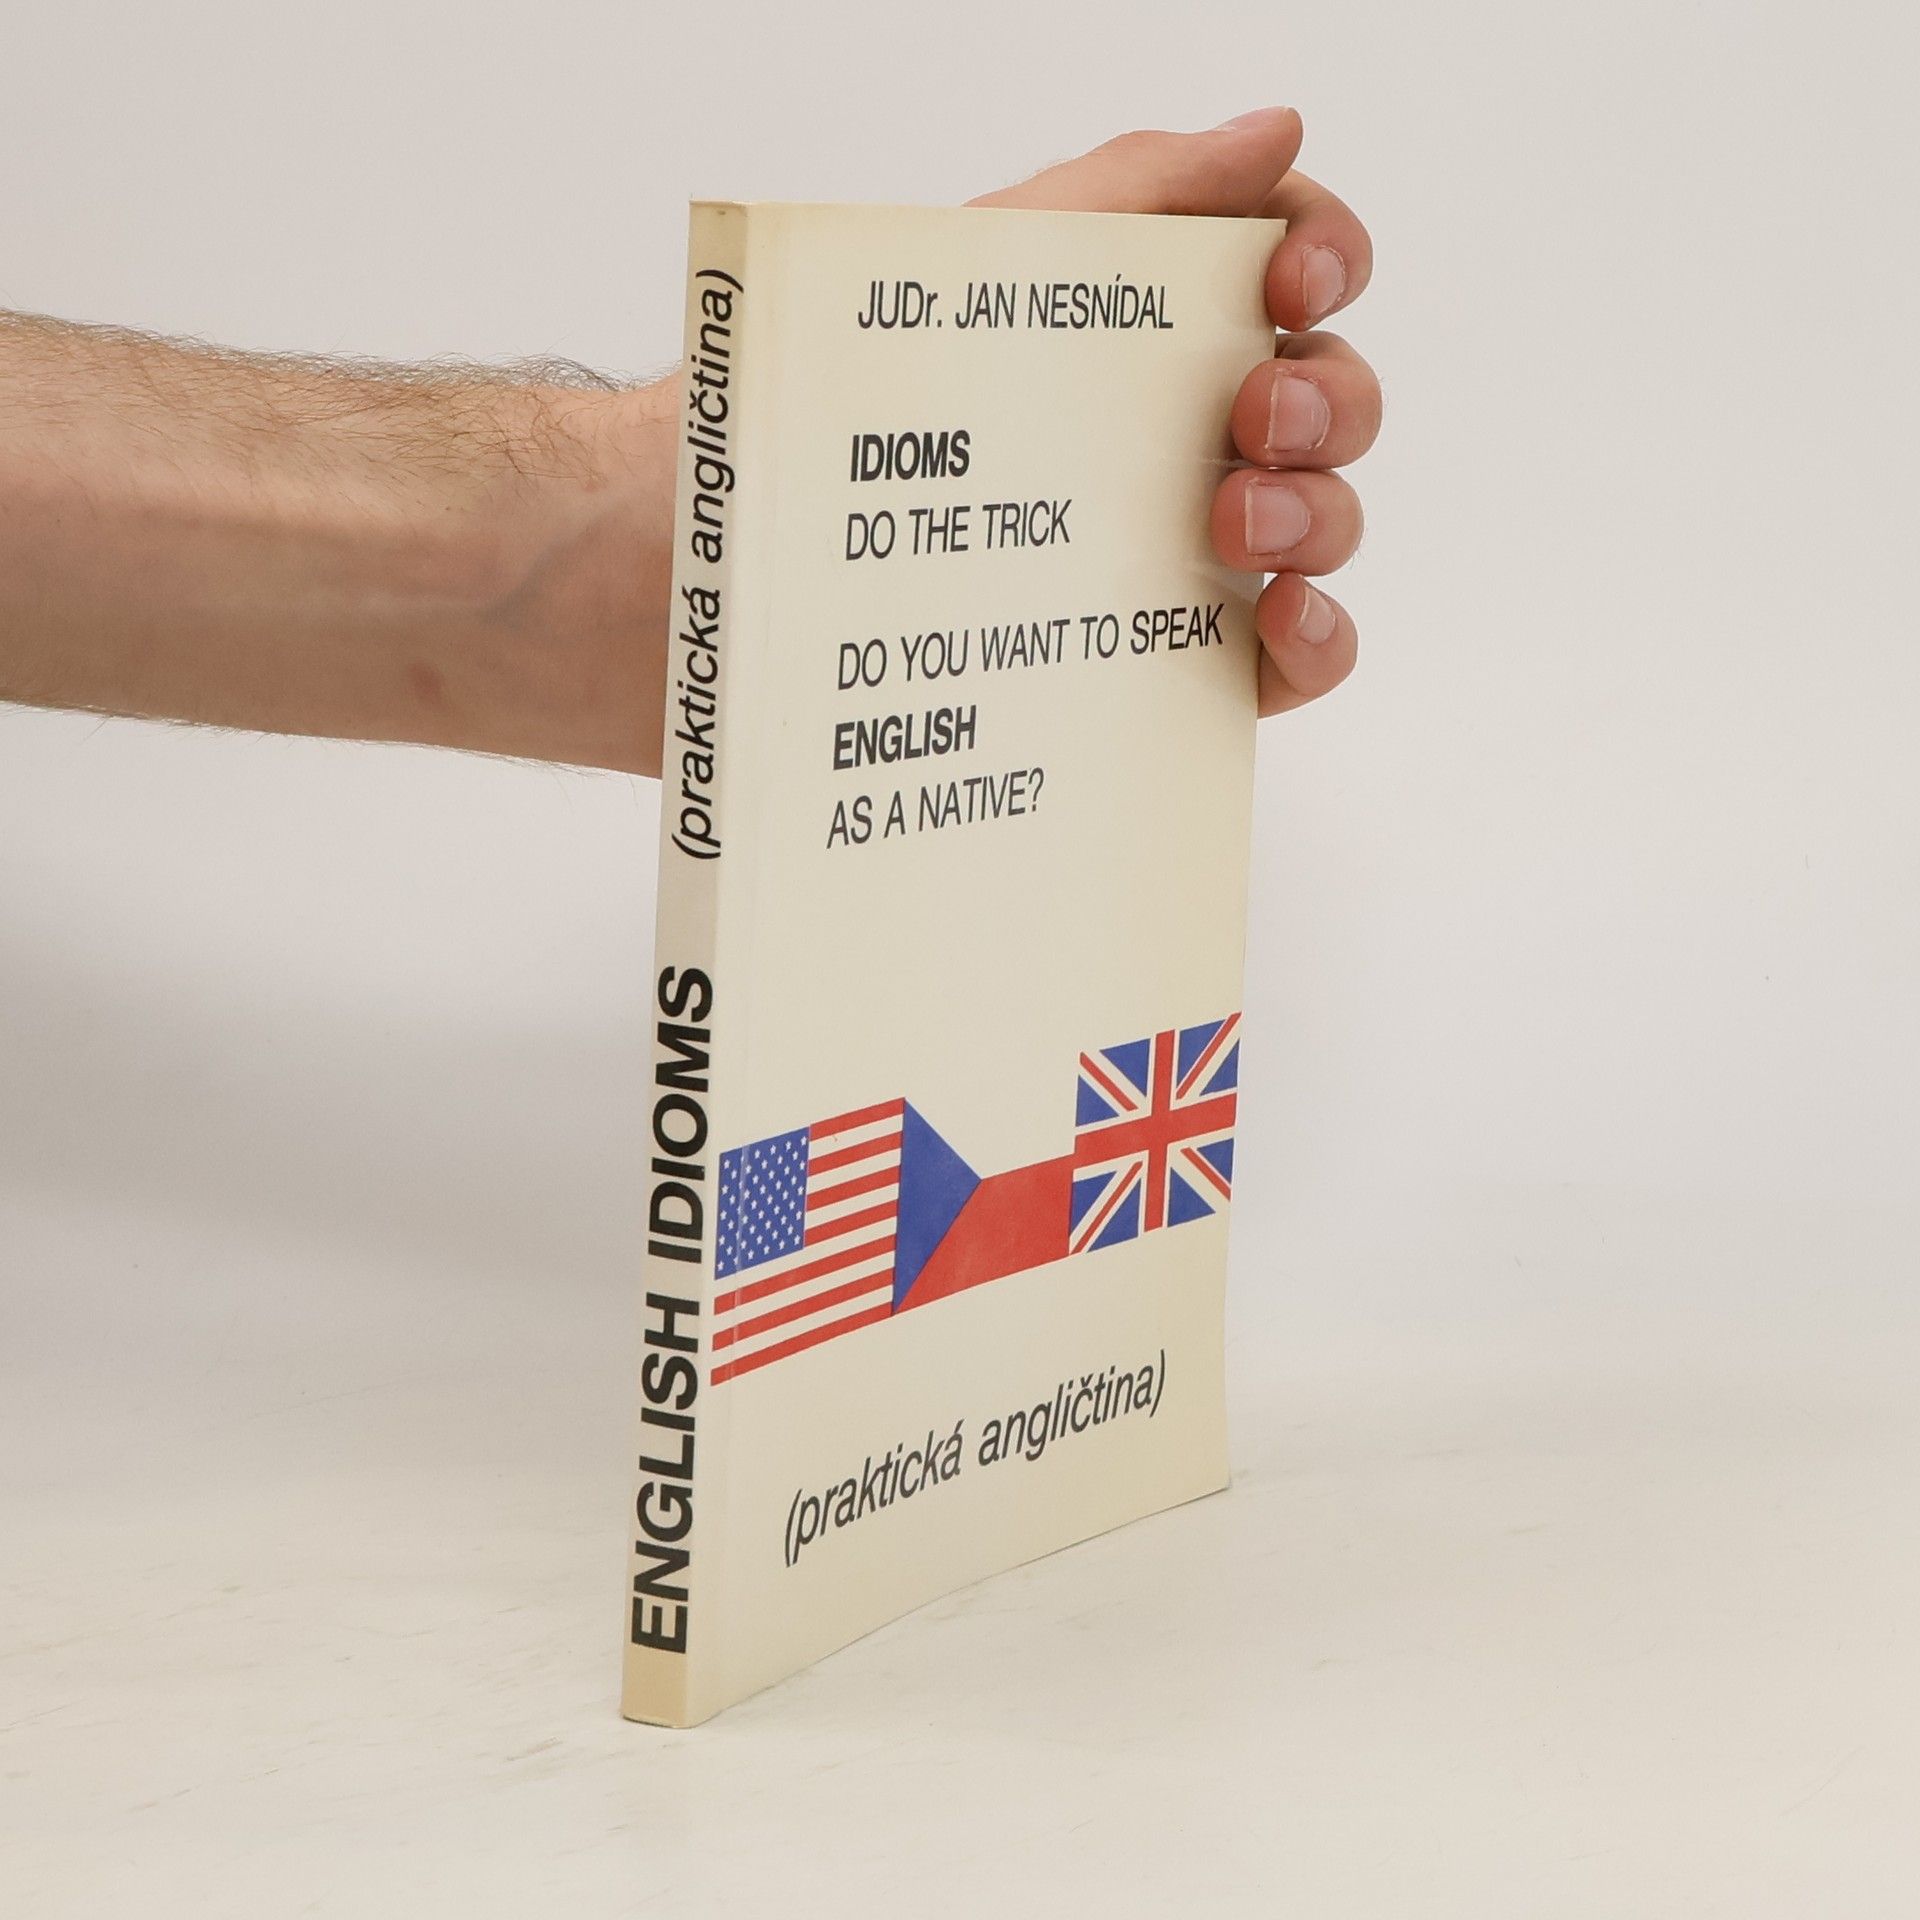 JUDr. JAN NESNÍDAL
IDIOMS
DO THE TRICK
DO YOU WANT TO SPEAK
ENGLISH
AS A NATIVE?
(praktická angličtina)
ENGLISH IDIOMS (praktická angličtina)